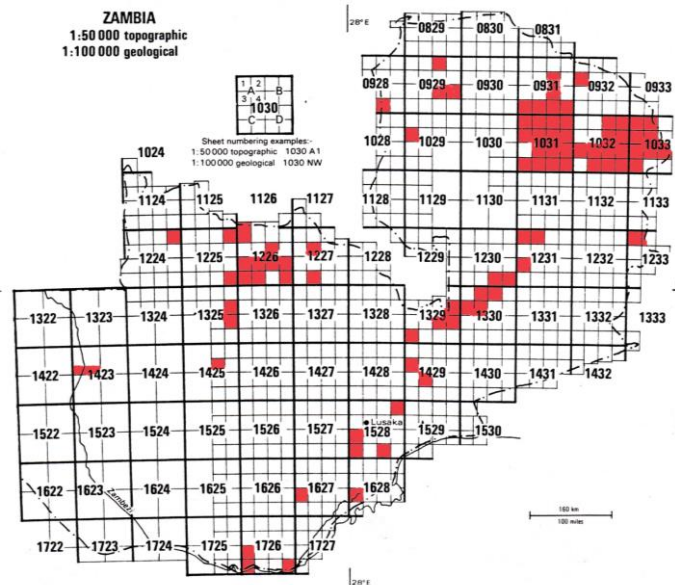 ZAMBIA
1:50 000 topographic
1:100 000 geological
28° E
1 2
A B
3 4
1030
C D
Sheet numbering examples:-
1:50 000 topographic 1030 A1
1:100 000 geological 1030 NW
0829 0830 0831
0928 0929 0930 0931 0932 0933
1024 1028 1029 1030 1031 1032 1033
1124 1125 1126 1127 1128 1129 1130 1131 1132 1133
1224 1225 1226 1227 1228 1229 1230 1231 1232 1233
1322 1323 1324 1325 1326 1327 1328 1329 1330 1331 1332 1333
1422 1423 1424 1425 1426 1427 1428 1429 1430 1431 1432
Lusaka
1522 1523 1524 1525 1526 1527 1528 1529 1530
1622 1623 1624 1625 1626 1627 1628
Zambezi
160 km
100 miles
1722 1723 1724 1725 1726 1727
28° E